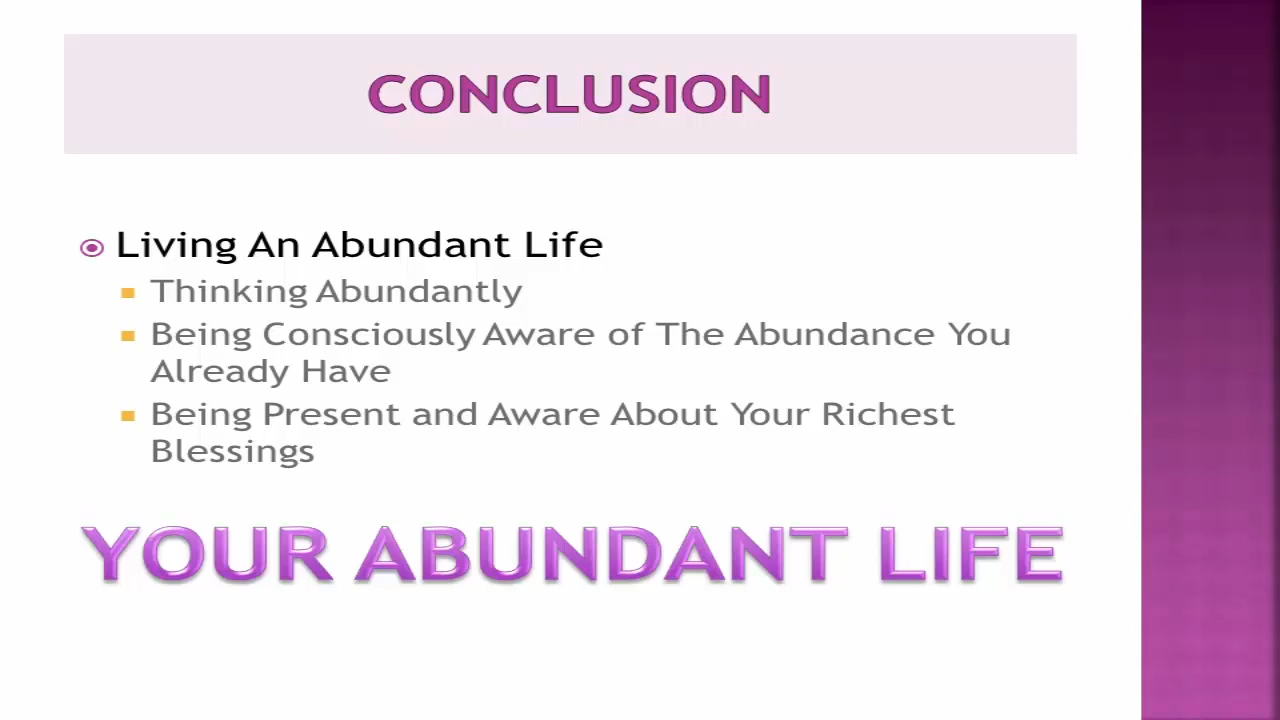 CONCLUSION
Living An Abundant Life
Thinking Abundantly
Being Consciously Aware of The Abundance You
Already Have
Being Present and Aware About Your Richest
Blessings
YOUR ABUNDANT LIFE